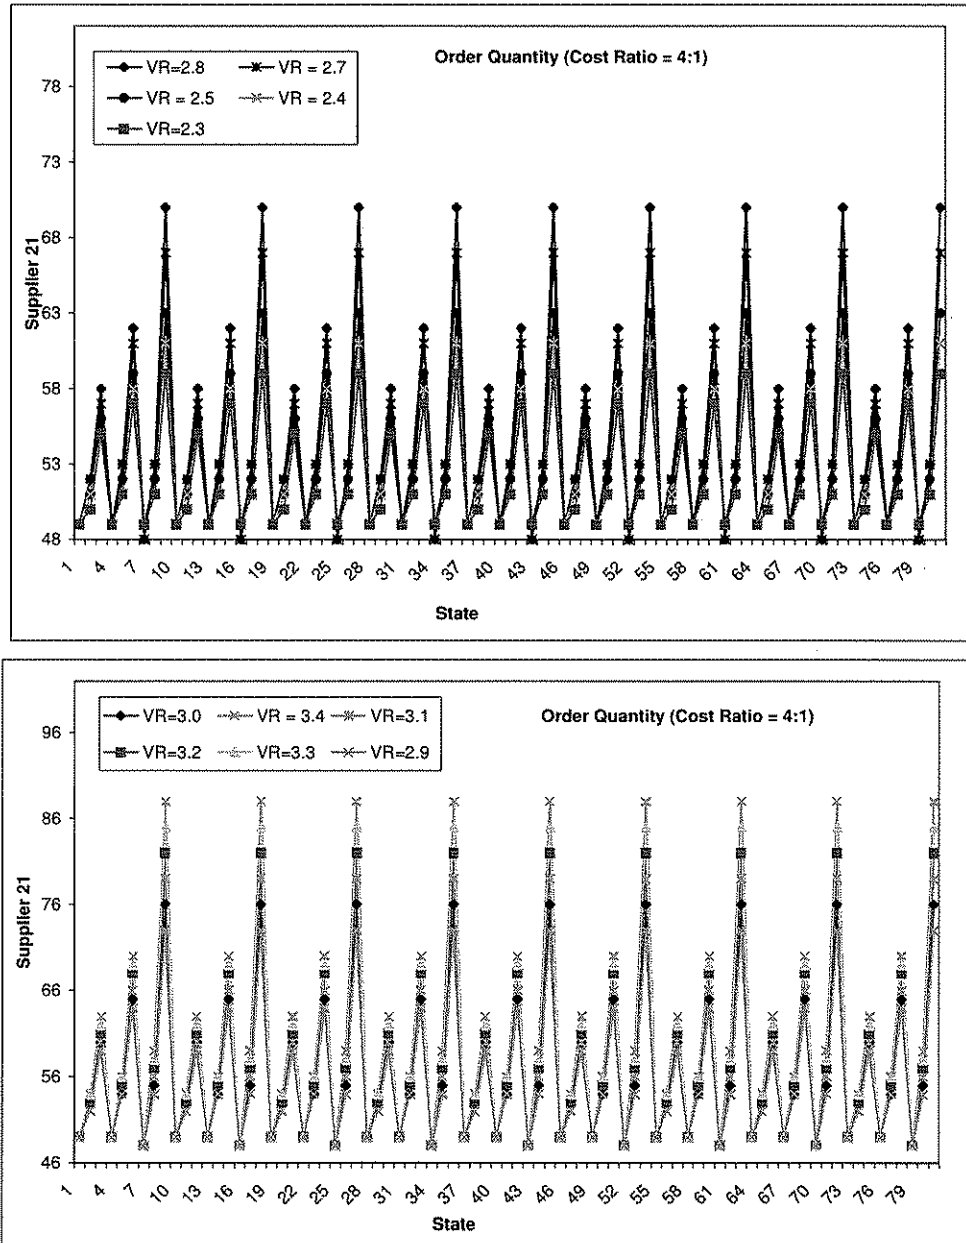 Order Quantity (Cost Ratio = 4:1)
VR=2.8 VR = 2.7
VR = 2.5 VR = 2.4
VR=2.3
78
73
68
63
58
53
48
Supplier 21
1 4 7 10 13 16 19 22 25 28 31 34 37 40 43 46 49 52 55 58 61 64 67 70 73 76 79
State
VR=3.0 VR = 3.4 VR=3.1
VR=3.2 VR=3.3 VR=2.9
Order Quantity (Cost Ratio = 4:1)
96
86
76
66
56
46
Supplier 21
1 4 7 10 13 16 19 22 25 28 31 34 37 40 43 46 49 52 55 58 61 64 67 70 73 76 79
State